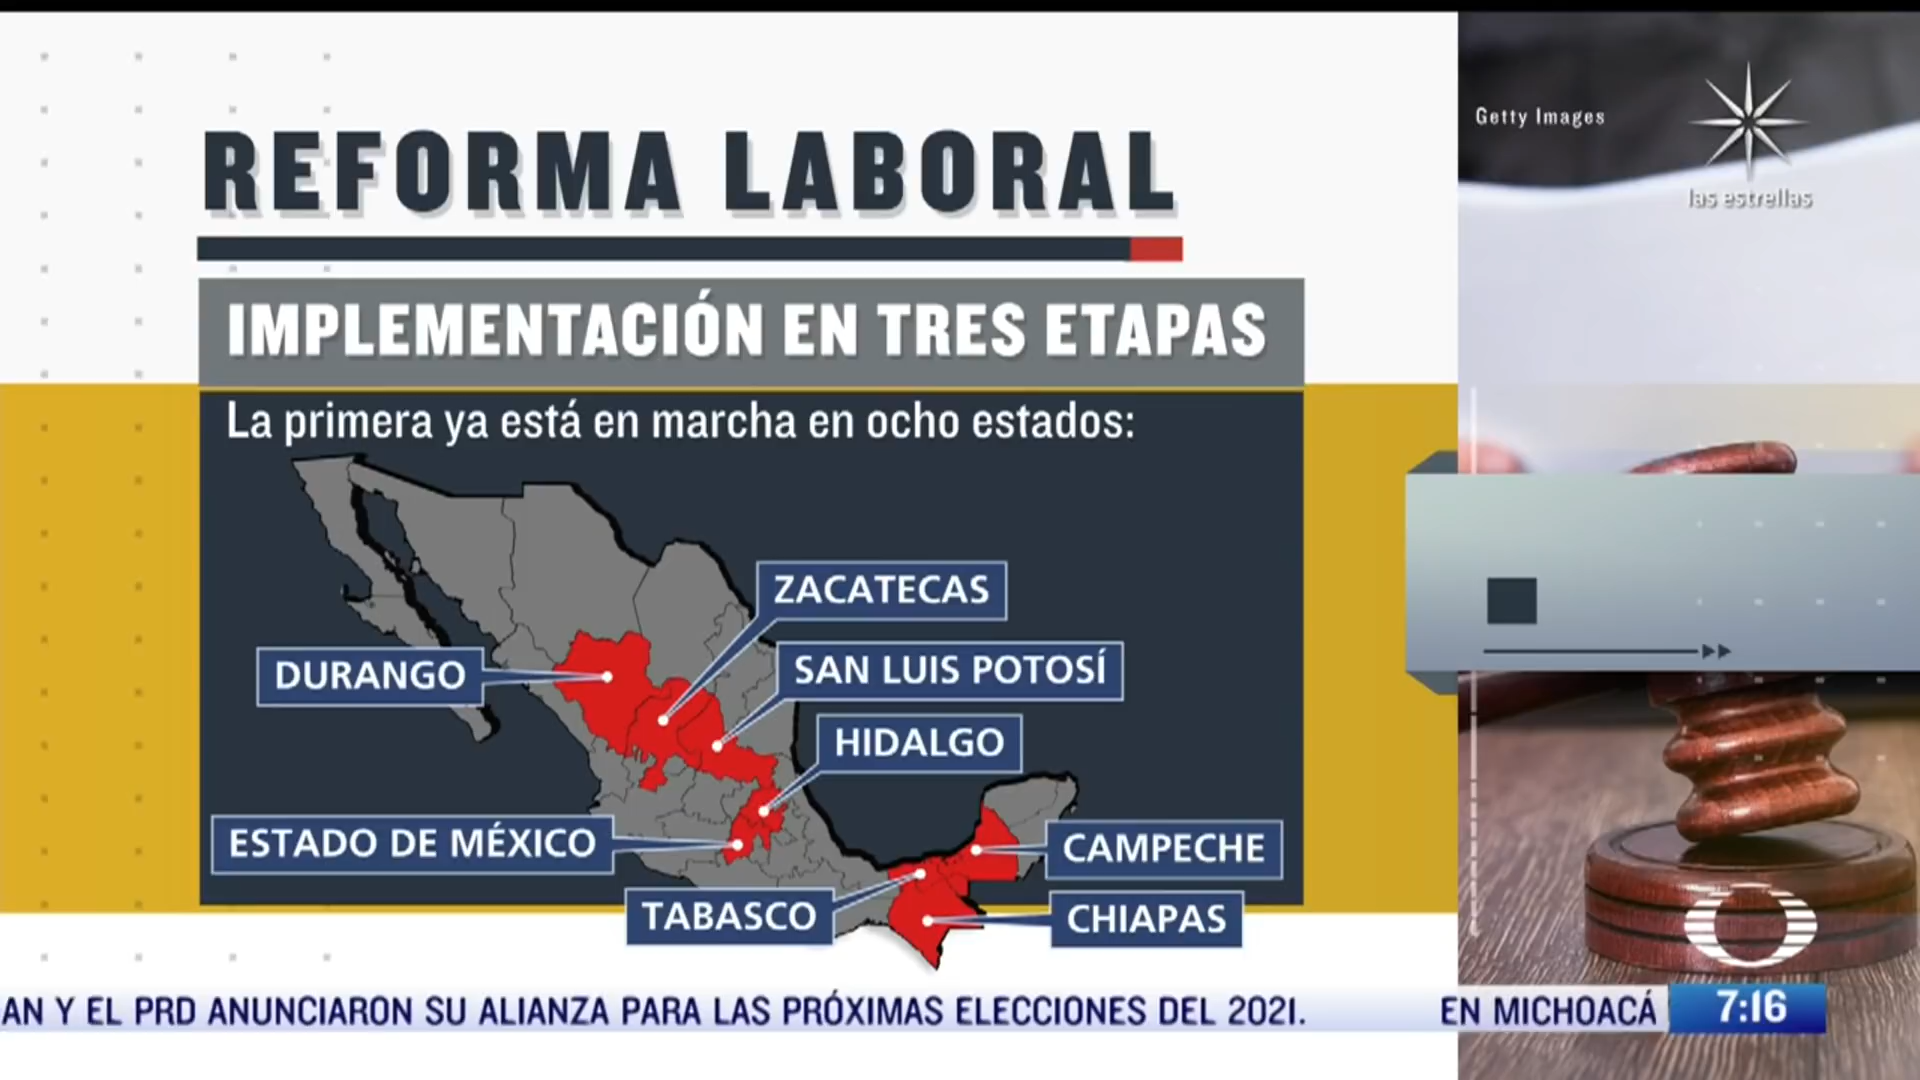 REFORMA LABORAL
IMPLEMENTACIÓN EN TRES ETAPAS
La primera ya está en marcha en ocho estados:
ZACATECAS
DURANGO
SAN LUIS POTOSÍ
HIDALGO
ESTADO DE MÉXICO
CAMPECHE
TABASCO
CHIAPAS
Getty Images
las estrellas
AN Y EL PRD ANUNCIARON SU ALIANZA PARA LAS PRÓXIMAS ELECCIONES DEL 2021. EN MICHOACÁ
7:16